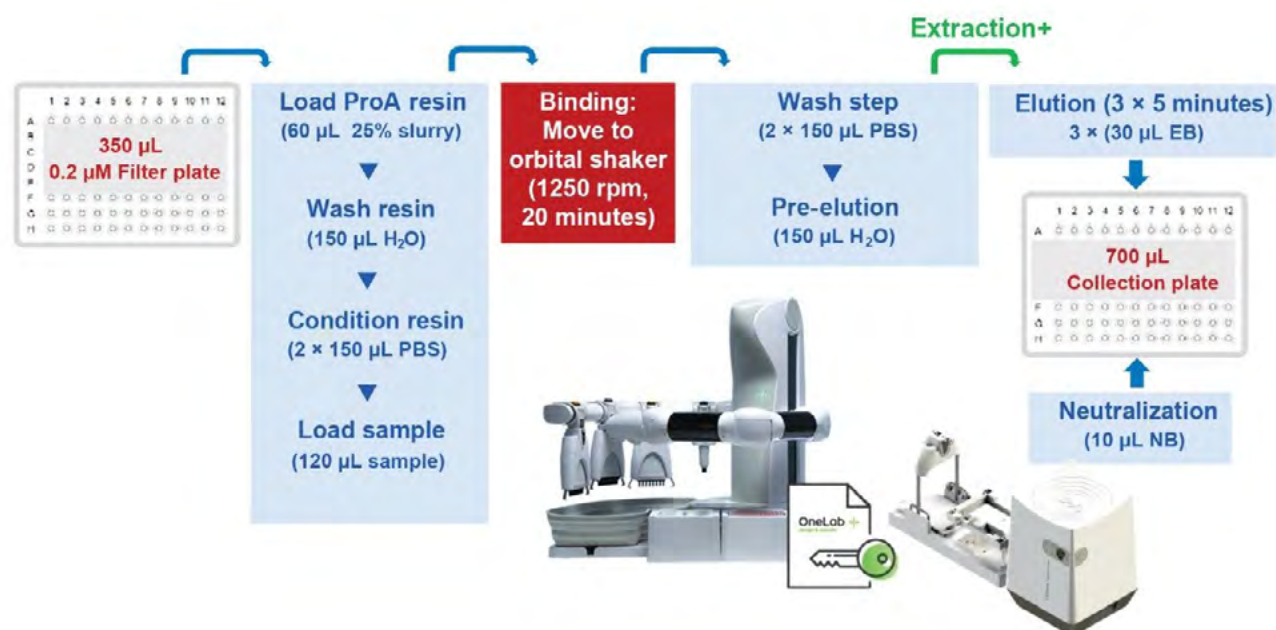 Extraction+
1 2 3 4 5 6 7 8 9 10 11 12
A
B
C
D
F
G
H
350 µL
0.2 µM Filter plate
Load ProA resin
(60 µL 25% slurry)
Wash resin
(150 µL H₂O)
Condition resin
(2 × 150 µL PBS)
Load sample
(120 µL sample)
Binding:
Move to
orbital shaker
(1250 rpm,
20 minutes)
Wash step
(2 × 150 µL PBS)
Pre-elution
(150 µL H₂O)
Elution (3 × 5 minutes)
3 × (30 µL EB)
1 2 3 4 5 6 7 8 9 10 11 12
A
700 µL
Collection plate
F
G
H
Neutralization
(10 µL NB)
OneLab